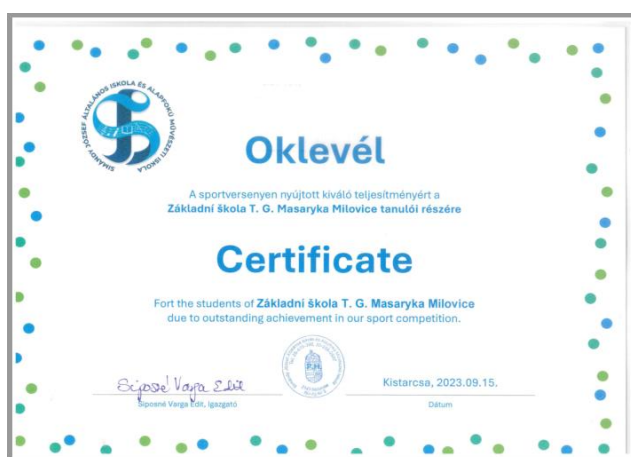 SIMÁNDY JÓZSEF ÁLTALÁNOS ISKOLA ÉS ALAPFOKÚ MŰVÉSZETI ISKOLA
Oklevél
A sportversenyen nyújtott kiváló teljesítményért a
Základní škola T. G. Masaryka Milovice tanulói részére
Certificate
Fort the students of Základní škola T. G. Masaryka Milovice
due to outstanding achievement in our sport competition.
P.H.
Siposné Varga Edit
Kistarcsa, 2023.09.15.
Siposné Varga Edit, Igazgató
Dátum